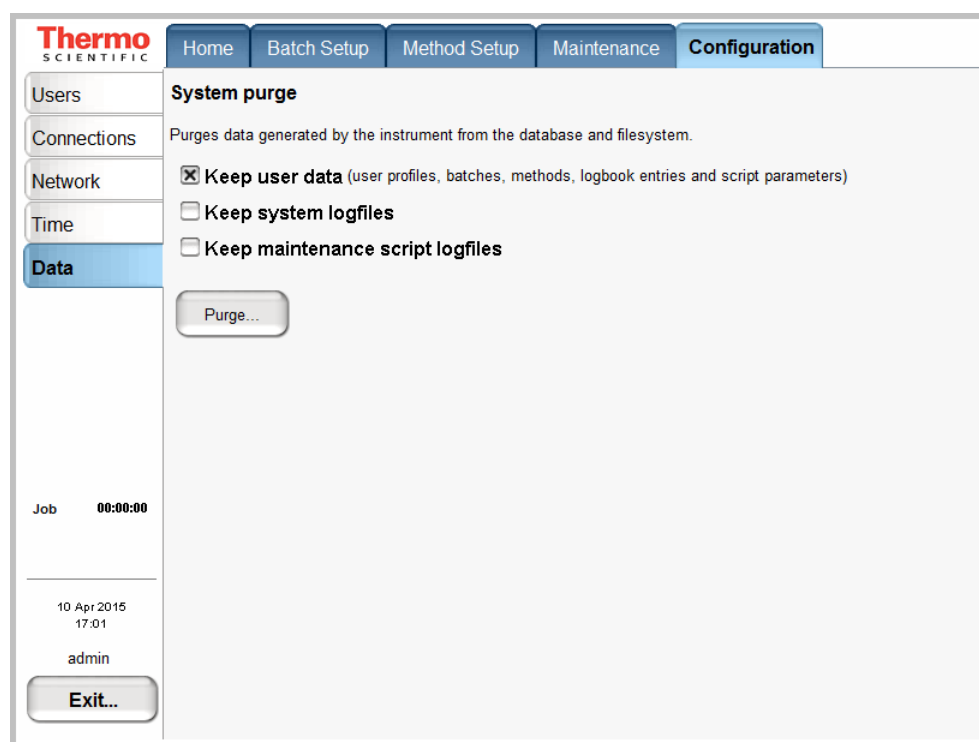 Thermo
SCIENTIFIC
Home Batch Setup Method Setup Maintenance Configuration
Users
Connections
Network
Time
Data
System purge
Purges data generated by the instrument from the database and filesystem.
Keep user data (user profiles, batches, methods, logbook entries and script parameters)
Keep system logfiles
Keep maintenance script logfiles
Purge...
Job 00:00:00
10 Apr 2015
17:01
admin
Exit...